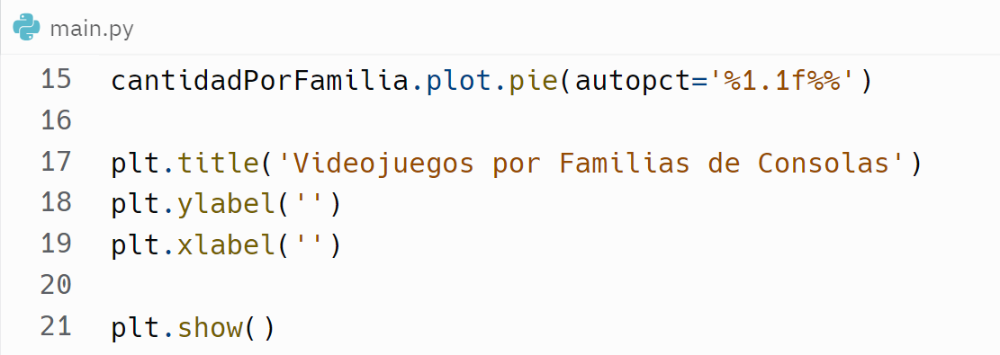 main.py
15 cantidadPorFamilia.plot.pie(autopct='%1.1f%%')
16
17 plt.title('Videojuegos por Familias de Consolas')
18 plt.ylabel('')
19 plt.xlabel('')
20
21 plt.show()